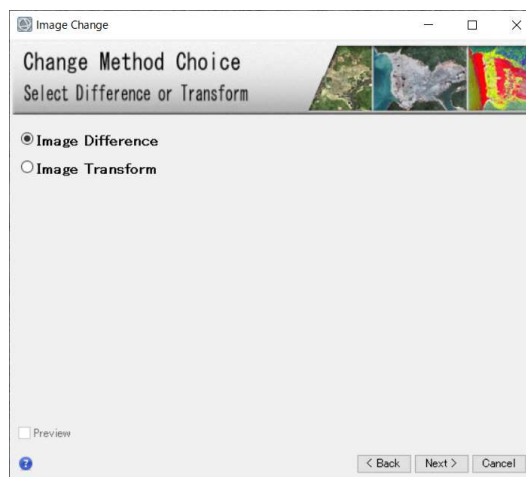 Image Change
Change Method Choice
Select Difference or Transform
Image Difference
Image Transform
Preview
< Back
Next >
Cancel